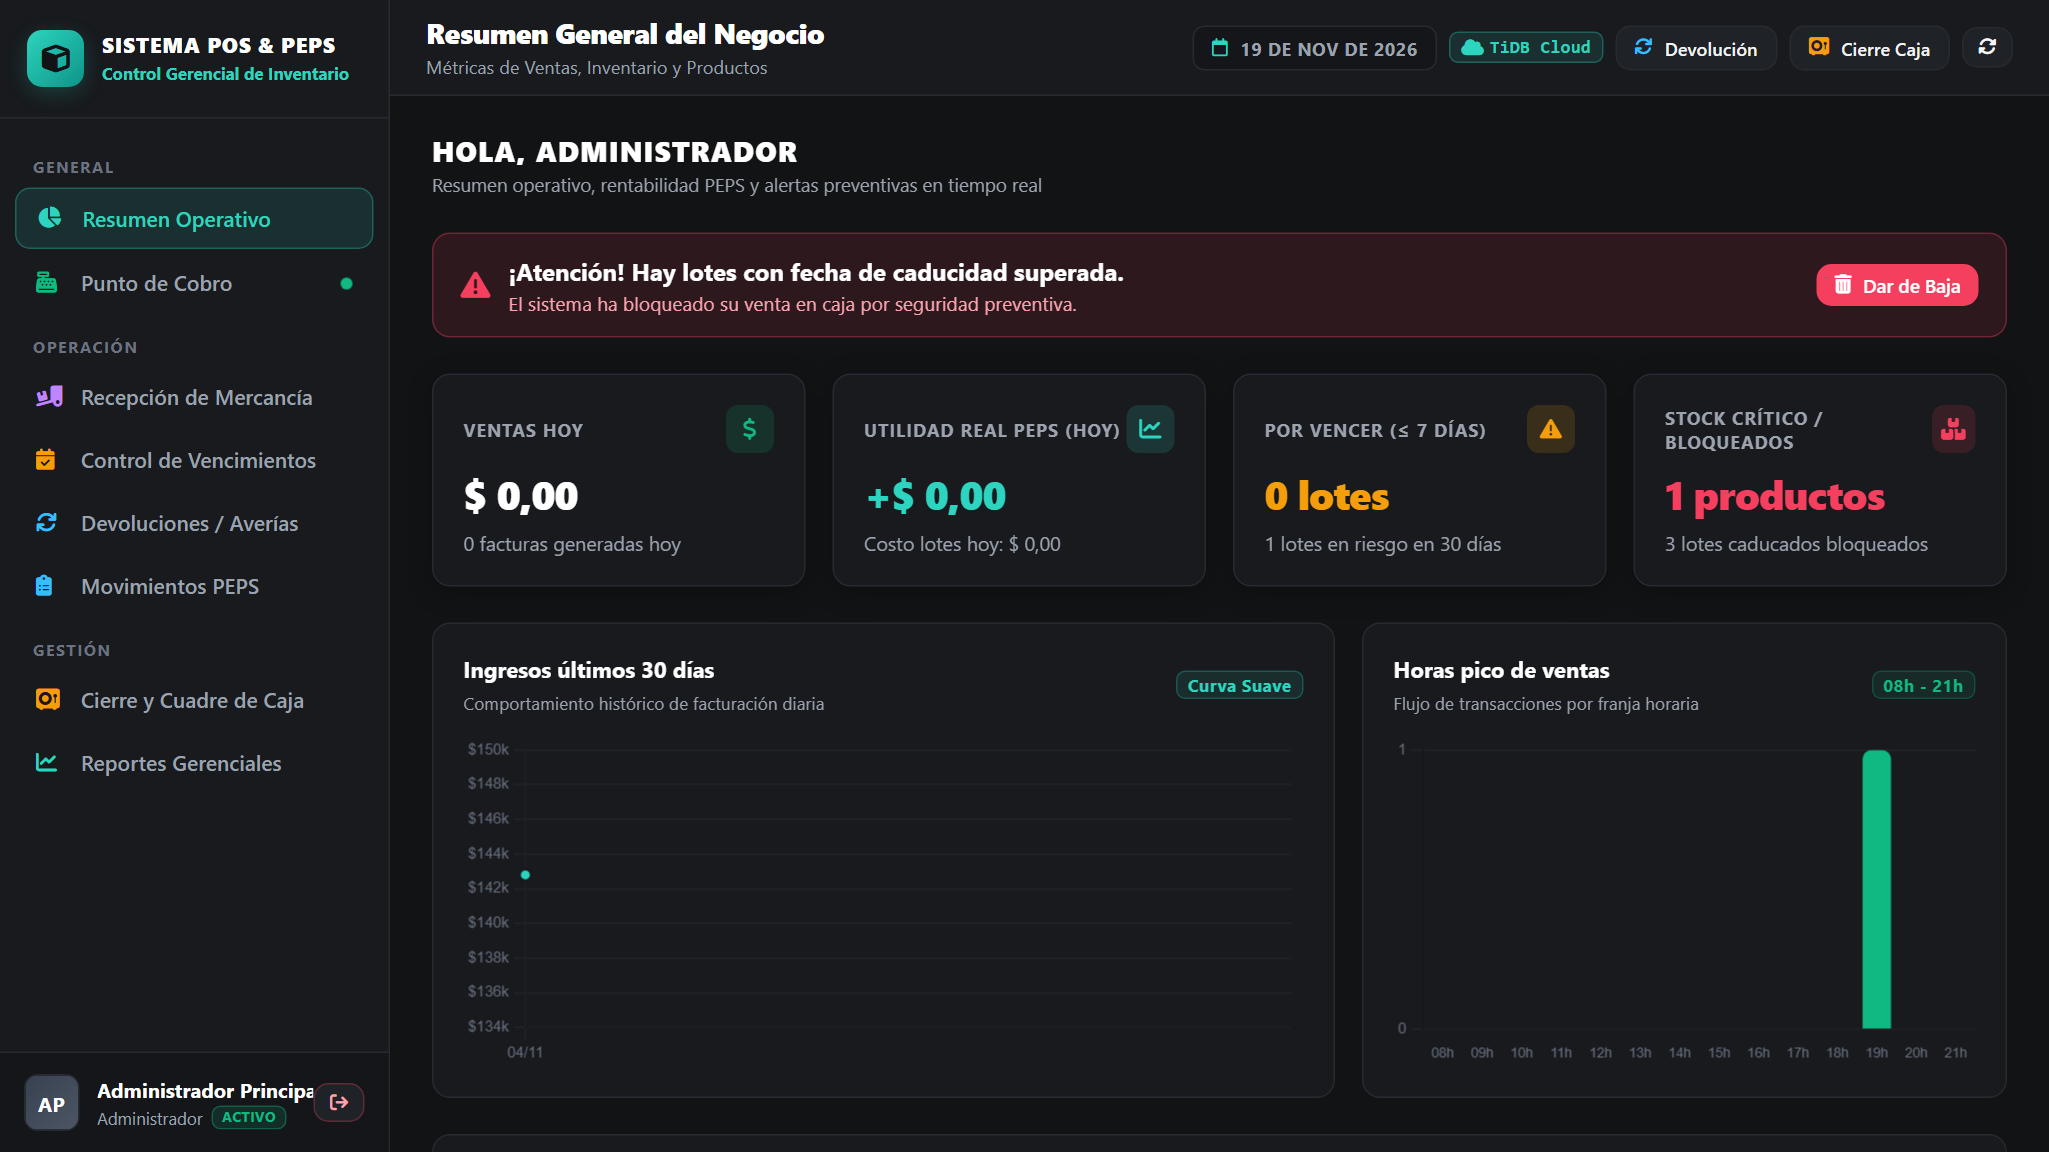 SISTEMA POS & PEPS
Control Gerencial de Inventario
GENERAL
Resumen Operativo
Punto de Cobro
OPERACIÓN
Recepción de Mercancía
Control de Vencimientos
Devoluciones / Averías
Movimientos PEPS
GESTIÓN
Cierre y Cuadre de Caja
Reportes Gerenciales
AP
Administrador Principa
Administrador ACTIVO
Resumen General del Negocio
Métricas de Ventas, Inventario y Productos
19 DE NOV DE 2026
TiDB Cloud
Devolución
Cierre Caja
HOLA, ADMINISTRADOR
Resumen operativo, rentabilidad PEPS y alertas preventivas en tiempo real
¡Atención! Hay lotes con fecha de caducidad superada.
El sistema ha bloqueado su venta en caja por seguridad preventiva.
Dar de Baja
VENTAS HOY
$ 0,00
0 facturas generadas hoy
UTILIDAD REAL PEPS (HOY)
+$ 0,00
Costo lotes hoy: $ 0,00
POR VENCER (≤ 7 DÍAS)
0 lotes
1 lotes en riesgo en 30 días
STOCK CRÍTICO /
BLOQUEADOS
1 productos
3 lotes caducados bloqueados
Ingresos últimos 30 días
Comportamiento histórico de facturación diaria
Curva Suave
$150k
$148k
$146k
$144k
$142k
$140k
$138k
$136k
$134k
04/11
Horas pico de ventas
Flujo de transacciones por franja horaria
08h - 21h
1
0
08h 09h 10h 11h 12h 13h 14h 15h 16h 17h 18h 19h 20h 21h